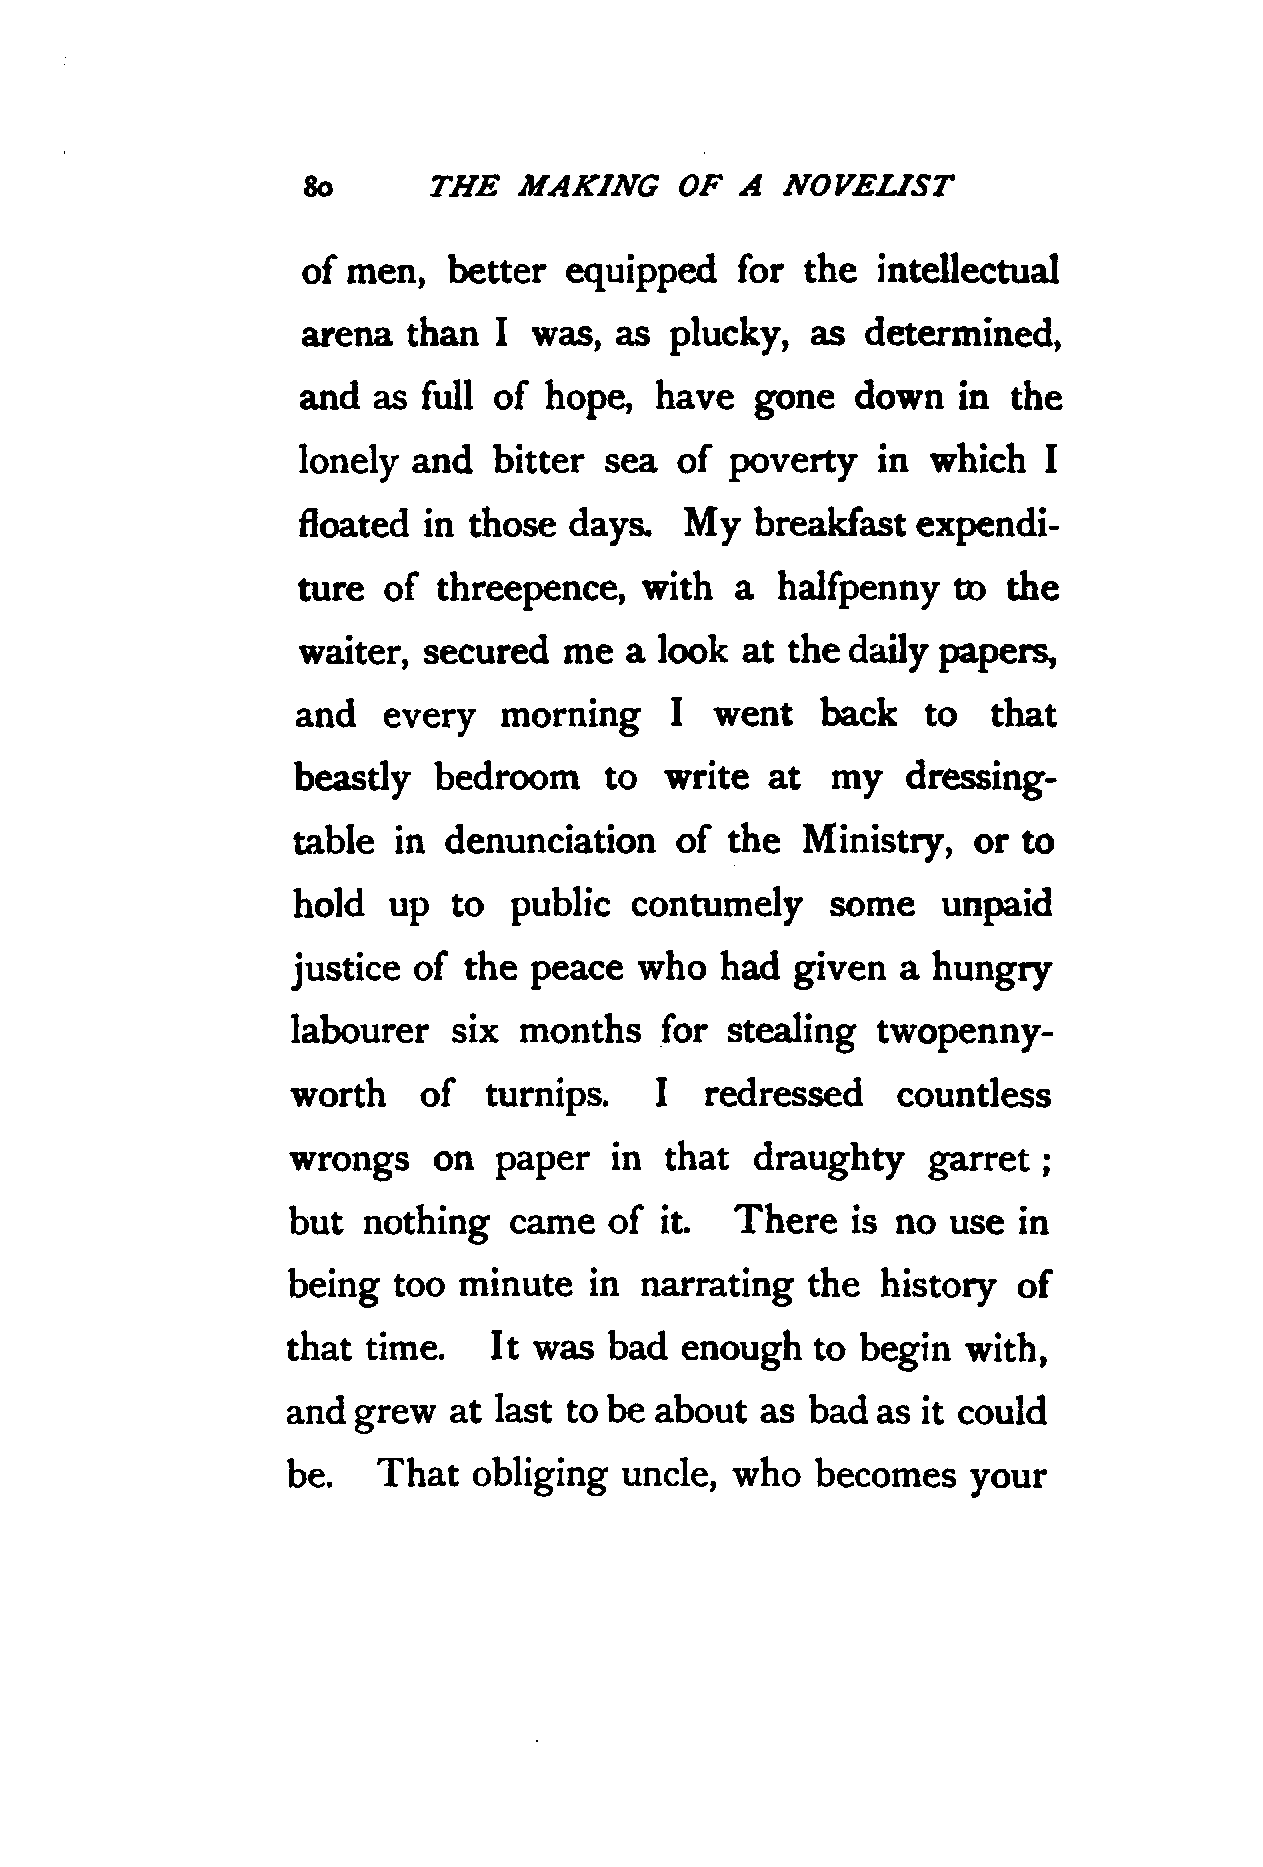 80 THE MAKING OF A NOVELIST
of men, better equipped for the intellectual
arena than I was, as plucky, as determined,
and as full of hope, have gone down in the
lonely and bitter sea of poverty in which I
floated in those days. My breakfast expendi-
ture of threepence, with a halfpenny to the
waiter, secured me a look at the daily papers,
and every morning I went back to that
beastly bedroom to write at my dressing-
table in denunciation of the Ministry, or to
hold up to public contumely some unpaid
justice of the peace who had given a hungry
labourer six months for stealing twopenny-
worth of turnips. I redressed countless
wrongs on paper in that draughty garret ;
but nothing came of it. There is no use in
being too minute in narrating the history of
that time. It was bad enough to begin with,
and grew at last to be about as bad as it could
be. That obliging uncle, who becomes your